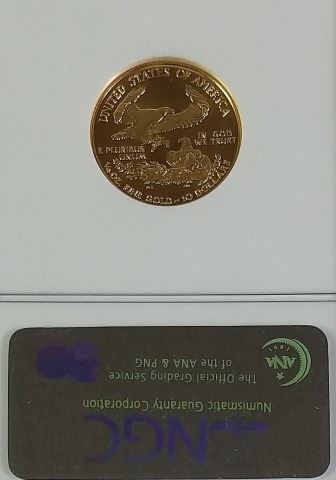 UNITED STATES OF AMERICA
E PLURIBUS
UNUM
IN GOD
WE TRUST
¼ OZ. FINE GOLD ~ 10 DOLLARS
NGC
Numismatic Guaranty Corporation
The Official Grading Service
of the ANA & PNG
ANA
1891